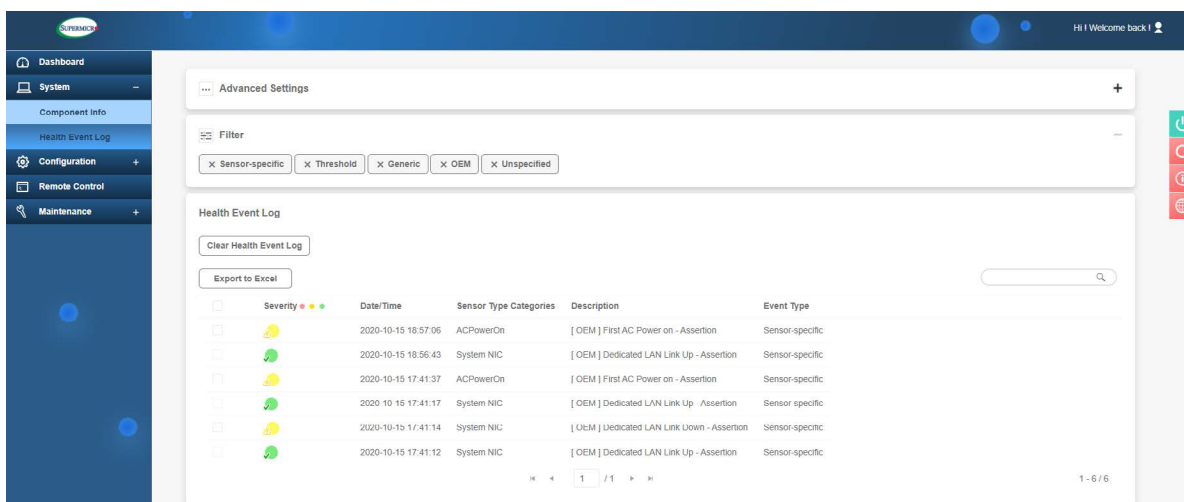 SUPERMICR
Hi ! Welcome back !
Dashboard
System −
Component Info
Health Event Log
Configuration +
Remote Control
Maintenance +
... Advanced Settings +
Filter −
× Sensor-specific × Threshold × Generic × OEM × Unspecified
Health Event Log
Clear Health Event Log
Export to Excel
Severity Date/Time Sensor Type Categories Description Event Type
2020-10-15 18:57:06 ACPowerOn [ OEM ] First AC Power on - Assertion Sensor-specific
2020-10-15 18:56:43 System NIC [ OEM ] Dedicated LAN Link Up - Assertion Sensor-specific
2020-10-15 17:41:37 ACPowerOn [ OEM ] First AC Power on - Assertion Sensor-specific
2020-10-15 17:41:17 System NIC [ OEM ] Dedicated LAN Link Up - Assertion Sensor-specific
2020-10-15 17:41:14 System NIC [ OEM ] Dedicated LAN Link Down - Assertion Sensor-specific
2020-10-15 17:41:12 System NIC [ OEM ] Dedicated LAN Link Up - Assertion Sensor-specific
1 / 1 1 - 6 / 6